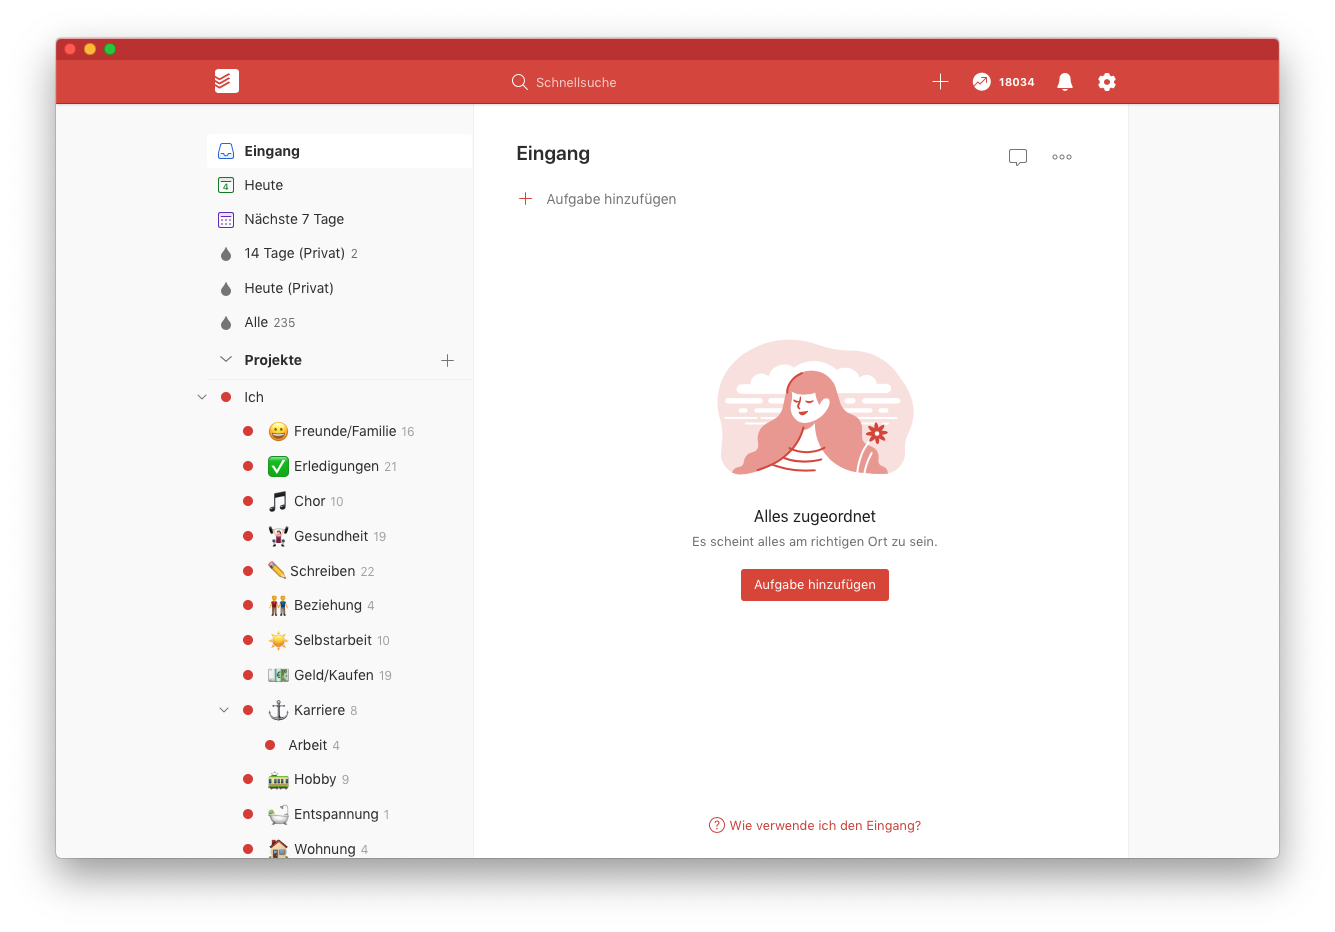 Schnellsuche
18034
Eingang
4 Heute
Nächste 7 Tage
14 Tage (Privat) 2
Heute (Privat)
Alle 235
Projekte
Ich
Freunde/Familie 16
Erledigungen 21
Chor 10
Gesundheit 19
Schreiben 22
Beziehung 4
Selbstarbeit 10
Geld/Kaufen 19
Karriere 8
Arbeit 4
Hobby 9
Entspannung 1
Wohnung 4
Eingang
Aufgabe hinzufügen
Alles zugeordnet
Es scheint alles am richtigen Ort zu sein.
Aufgabe hinzufügen
? Wie verwende ich den Eingang?